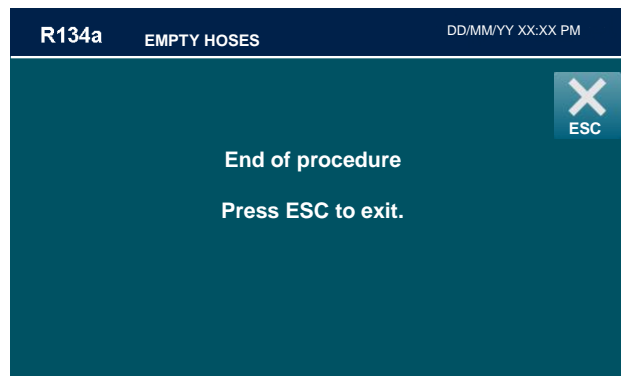 R134a EMPTY HOSES DD/MM/YY XX:XX PM
ESC
End of procedure
Press ESC to exit.